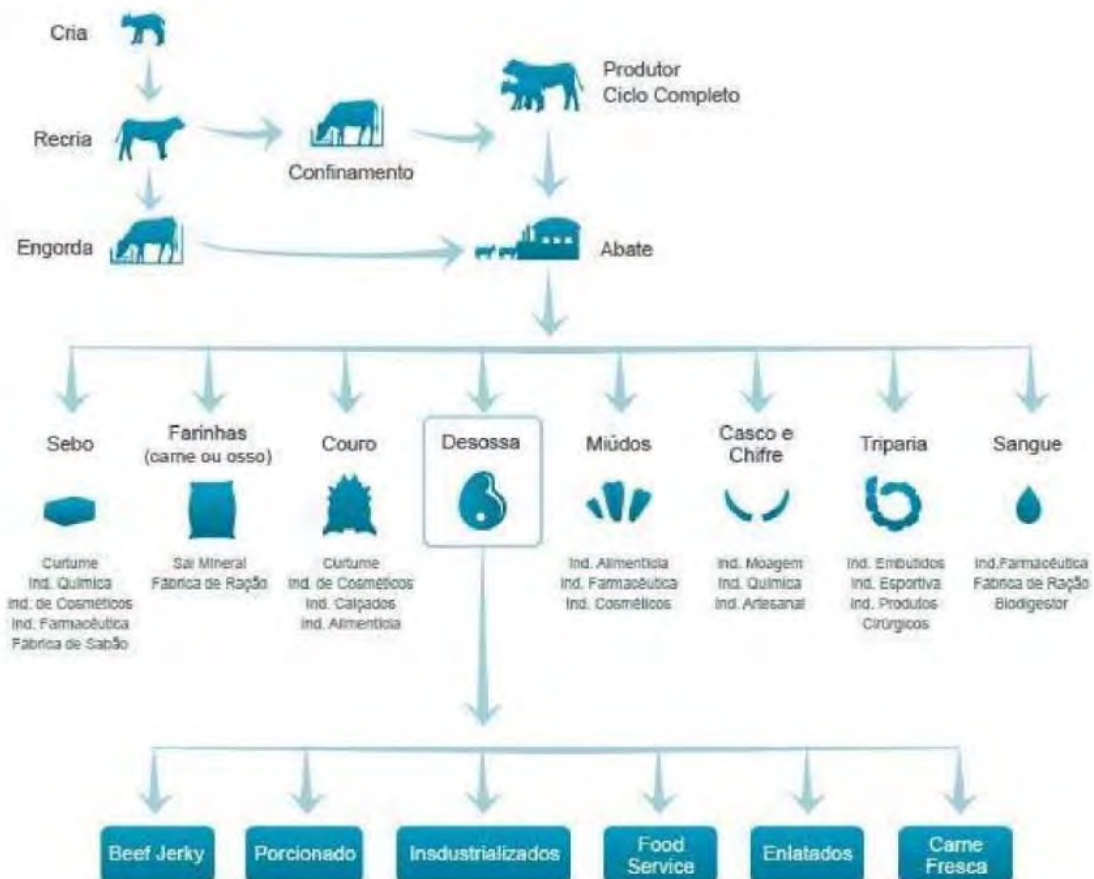 Cria
Produtor
Ciclo Completo
Recria
Confinamento
Engorda
Abate
Sebo
Farinhas
(carne ou osso)
Couro
Desossa
Miúdos
Casco e
Chifre
Triparia
Sangue
Curtume
Ind. Química
Ind. de Cosméticos
Ind. Farmacêutica
Fábrica de Sabão
Sal Mineral
Fábrica de Ração
Curtume
Ind. de Cosméticos
Ind. Calçados
Ind. Alimentícia
Ind. Alimentícia
Ind. Farmacêutica
Ind. Cosméticos
Ind. Moagem
Ind. Química
Ind. Artesanal
Ind. Embutidos
Ind. Esportiva
Ind. Produtos
Cirúrgicos
Ind.Farmacêutica
Fábrica de Ração
Biodigestor
Beef Jerky
Porcionado
Insdustrializados
Food
Service
Enlatados
Carne
Fresca